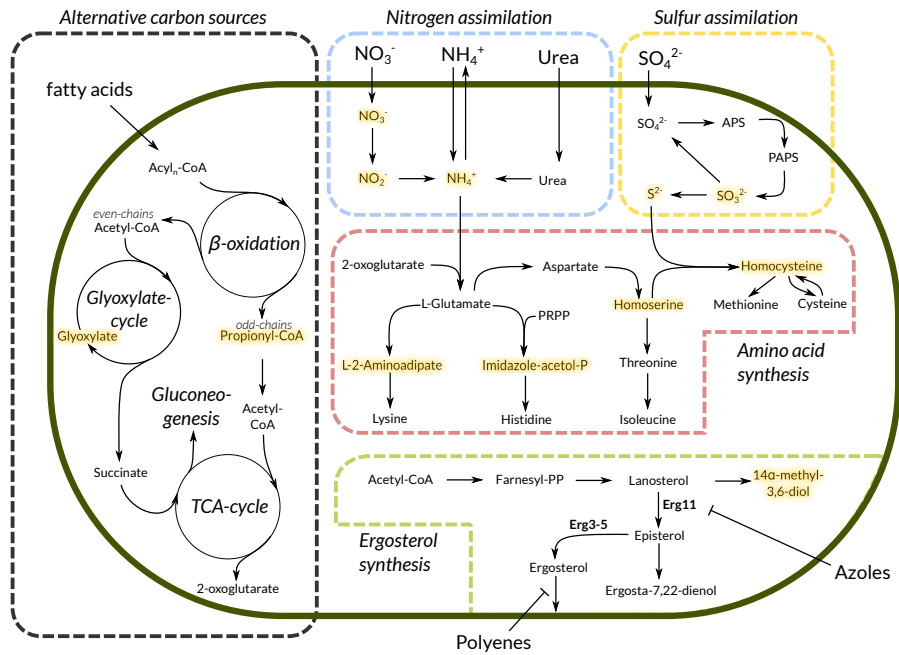 Alternative carbon sources
Nitrogen assimilation
Sulfur assimilation
fatty acids
Acylₙ-CoA
even-chains
Acetyl-CoA
β-oxidation
Glyoxylate-
cycle
Glyoxylate
odd-chains
Propionyl-CoA
Gluconeo-
genesis
Acetyl-
CoA
Succinate
TCA-cycle
2-oxoglutarate
NO₃⁻
NH₄⁺
Urea
NO₃⁻
NO₂⁻
NH₄⁺
Urea
SO₄²⁻
SO₄²⁻
APS
PAPS
S²⁻
SO₃²⁻
2-oxoglutarate
Aspartate
Homocysteine
L-Glutamate
Homoserine
Methionine
Cysteine
PRPP
Amino acid
synthesis
L-2-Aminoadipate
Imidazole-acetol-P
Threonine
Lysine
Histidine
Isoleucine
Acetyl-CoA
Farnesyl-PP
Lanosterol
14α-methyl-
3,6-diol
Erg11
Erg3-5
Episterol
Ergosterol
synthesis
Ergosterol
Ergosta-7,22-dienol
Azoles
Polyenes